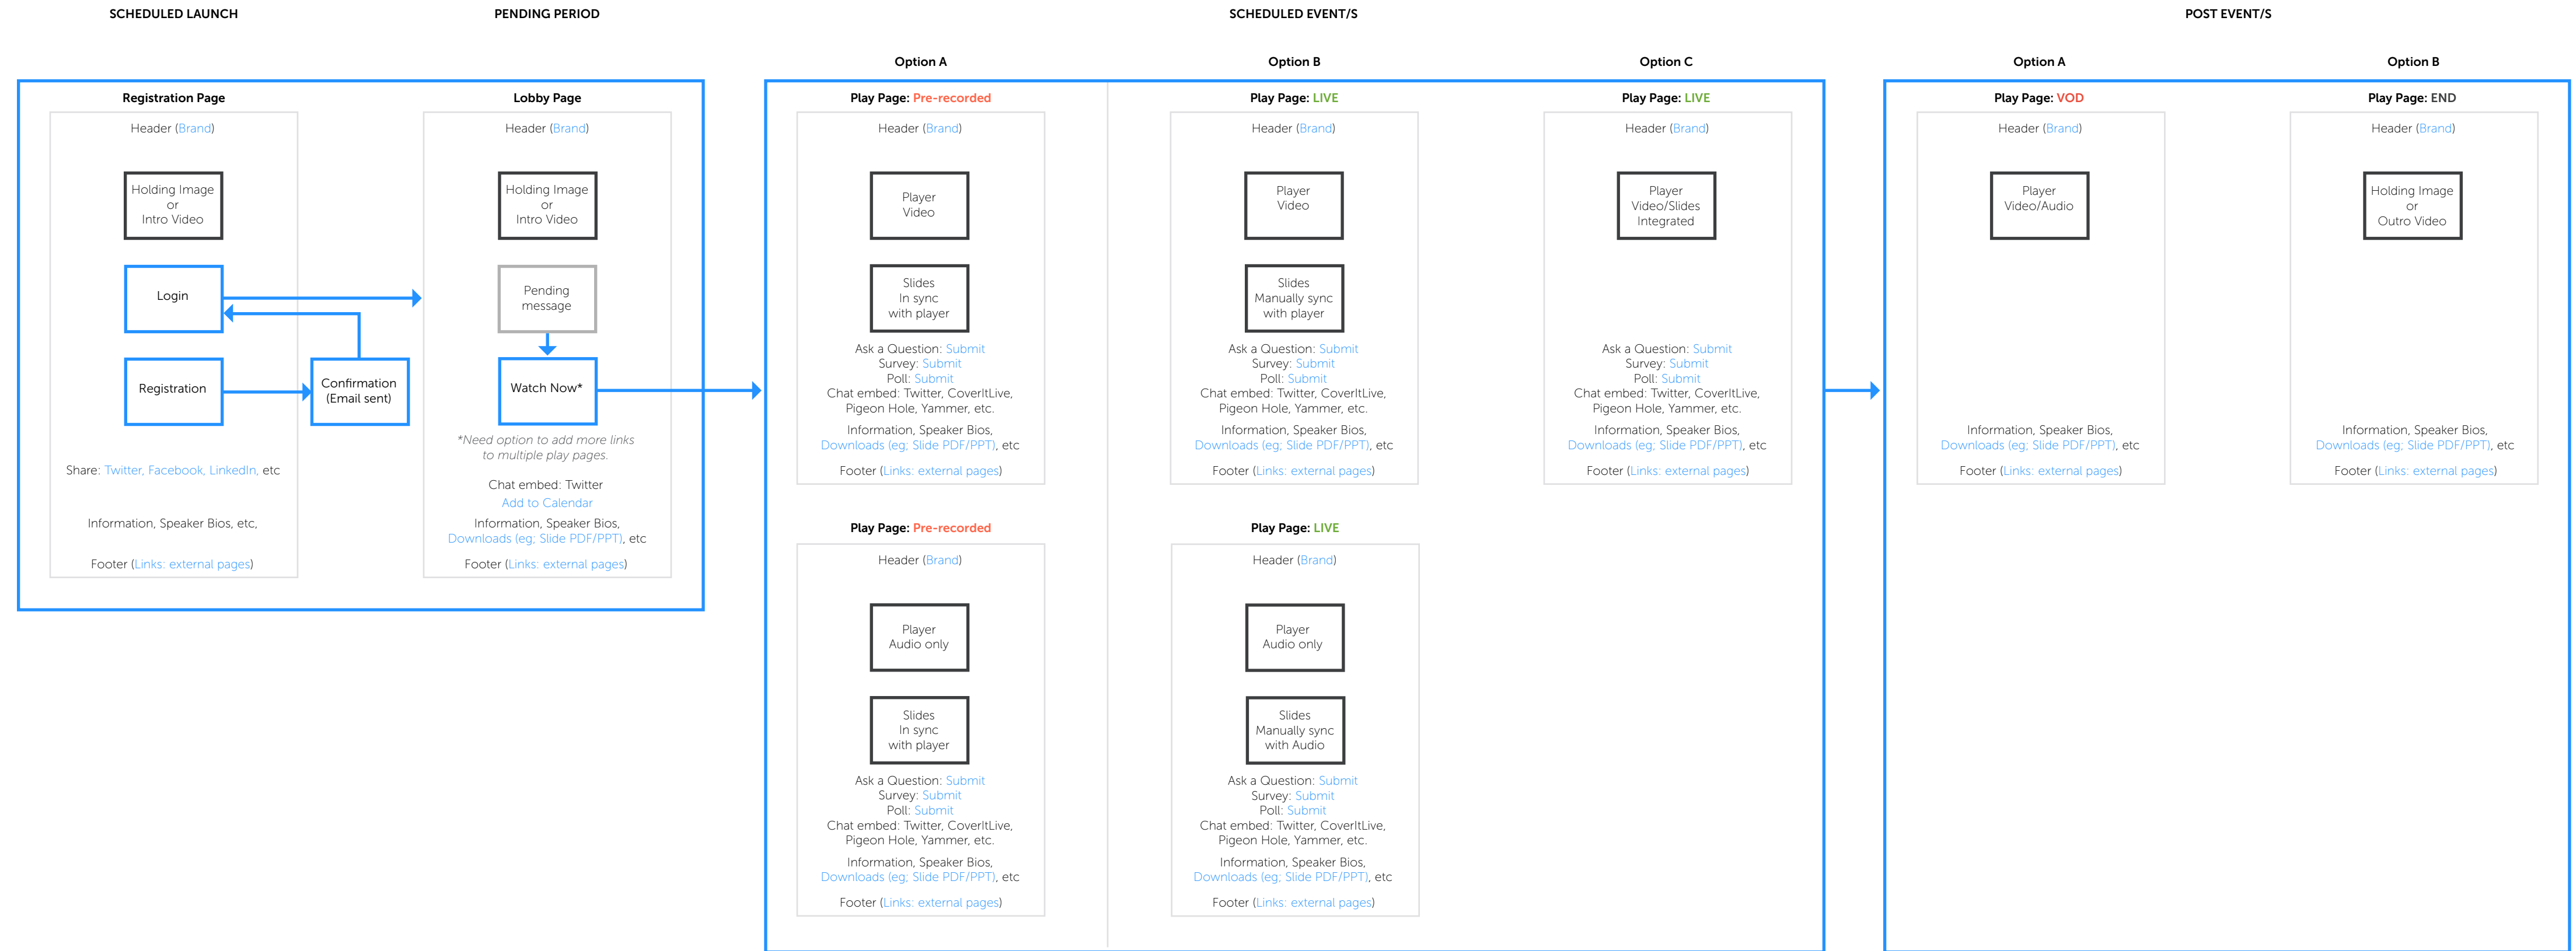 SCHEDULED LAUNCH
PENDING PERIOD
SCHEDULED EVENT/S
POST EVENT/S
Option A
Option B
Option C
Option A
Option B
Registration Page
Header (Brand)
Holding Image
or
Intro Video
Login
Registration
Confirmation
(Email sent)
Share: Twitter, Facebook, LinkedIn, etc
Information, Speaker Bios, etc,
Footer (Links: external pages)
Lobby Page
Header (Brand)
Holding Image
or
Intro Video
Pending
message
Watch Now*
*Need option to add more links
to multiple play pages.
Chat embed: Twitter
Add to Calendar
Information, Speaker Bios,
Downloads (eg; Slide PDF/PPT), etc
Footer (Links: external pages)
Play Page: Pre-recorded
Header (Brand)
Player
Video
Slides
In sync
with player
Ask a Question: Submit
Survey: Submit
Poll: Submit
Chat embed: Twitter, CoverItLive,
Pigeon Hole, Yammer, etc.
Information, Speaker Bios,
Downloads (eg; Slide PDF/PPT), etc
Footer (Links: external pages)
Play Page: Pre-recorded
Header (Brand)
Player
Audio only
Slides
In sync
with player
Ask a Question: Submit
Survey: Submit
Poll: Submit
Chat embed: Twitter, CoverItLive,
Pigeon Hole, Yammer, etc.
Information, Speaker Bios,
Downloads (eg; Slide PDF/PPT), etc
Footer (Links: external pages)
Play Page: LIVE
Header (Brand)
Player
Video
Slides
Manually sync
with player
Ask a Question: Submit
Survey: Submit
Poll: Submit
Chat embed: Twitter, CoverItLive,
Pigeon Hole, Yammer, etc.
Information, Speaker Bios,
Downloads (eg; Slide PDF/PPT), etc
Footer (Links: external pages)
Play Page: LIVE
Header (Brand)
Player
Audio only
Slides
Manually sync
with Audio
Ask a Question: Submit
Survey: Submit
Poll: Submit
Chat embed: Twitter, CoverItLive,
Pigeon Hole, Yammer, etc.
Information, Speaker Bios,
Downloads (eg; Slide PDF/PPT), etc
Footer (Links: external pages)
Play Page: LIVE
Header (Brand)
Player
Video/Slides
Integrated
Ask a Question: Submit
Survey: Submit
Poll: Submit
Chat embed: Twitter, CoverItLive,
Pigeon Hole, Yammer, etc.
Information, Speaker Bios,
Downloads (eg; Slide PDF/PPT), etc
Footer (Links: external pages)
Play Page: VOD
Header (Brand)
Player
Video/Audio
Information, Speaker Bios,
Downloads (eg; Slide PDF/PPT), etc
Footer (Links: external pages)
Play Page: END
Header (Brand)
Holding Image
or
Outro Video
Information, Speaker Bios,
Downloads (eg; Slide PDF/PPT), etc
Footer (Links: external pages)